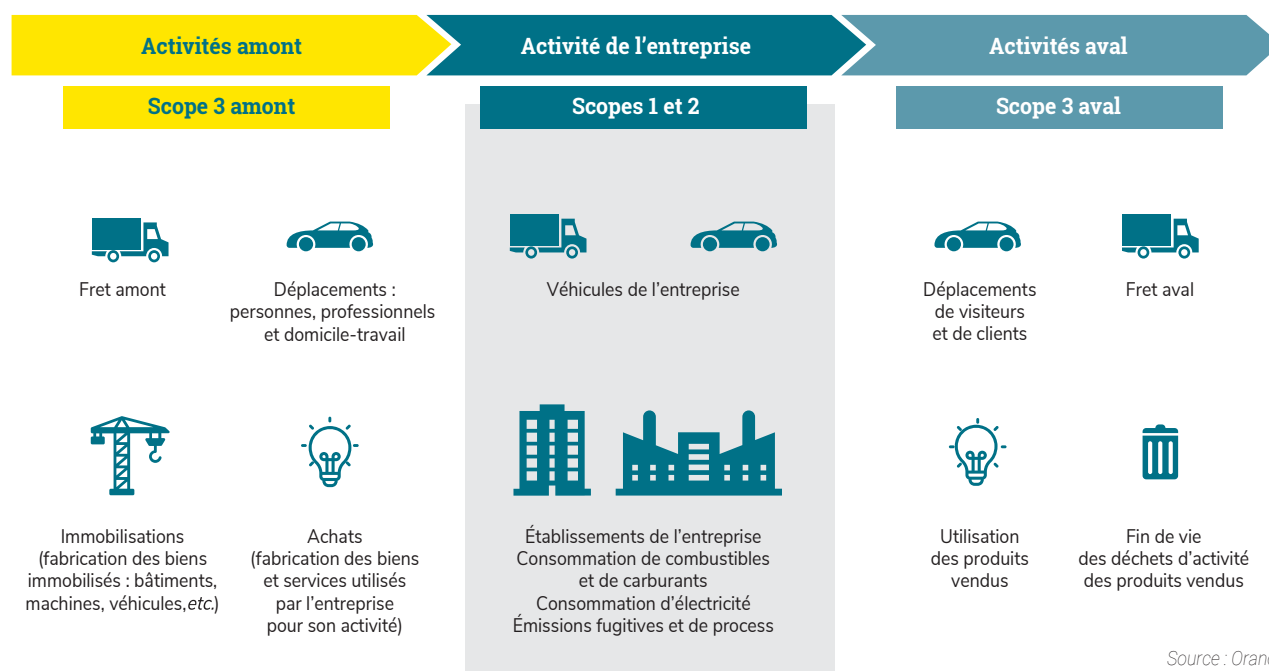 Activités amont
Activité de l'entreprise
Activités aval
Scope 3 amont
Scopes 1 et 2
Scope 3 aval
Fret amont
Déplacements :
personnes, professionnels
et domicile-travail
Véhicules de l'entreprise
Déplacements
de visiteurs
et de clients
Fret aval
Immobilisations
(fabrication des biens
immobilisés : bâtiments,
machines, véhicules,etc.)
Achats
(fabrication des biens
et services utilisés
par l'entreprise
pour son activité)
Établissements de l'entreprise
Consommation de combustibles
et de carburants
Consommation d'électricité
Émissions fugitives et de process
Utilisation
des produits
vendus
Fin de vie
des déchets d'activité
des produits vendus
Source :